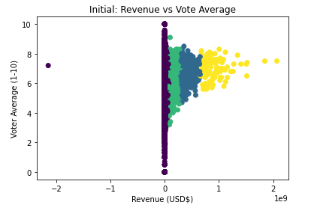 Initial: Revenue vs Vote Average
10
8
6
4
2
0
Voter Average (1-10)
-2 -1 0 1 2
1e9
Revenue (USD$)